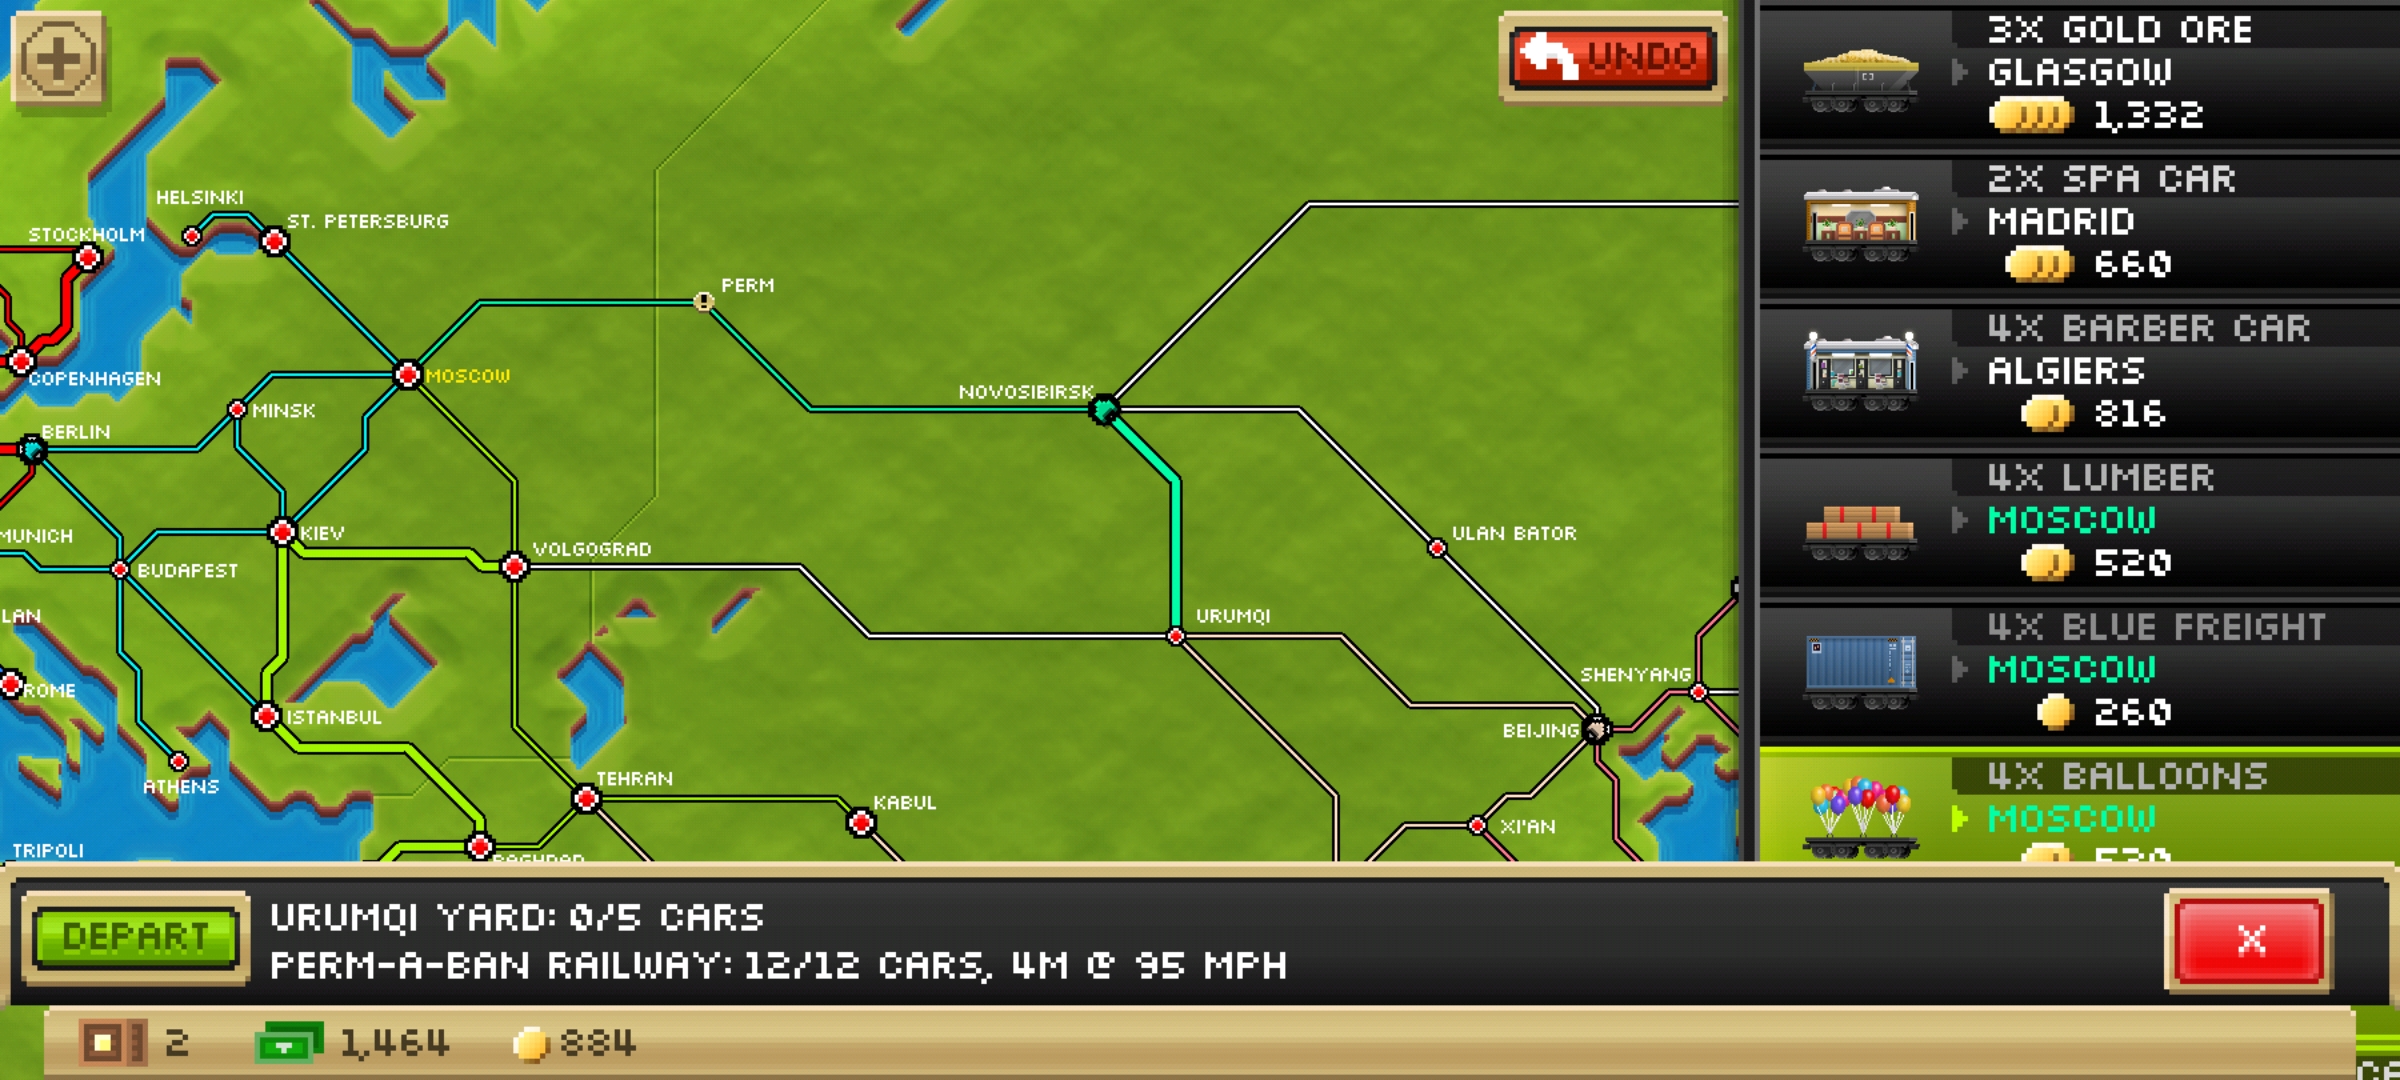 UNDO
HELSINKI
ST. PETERSBURG
STOCKHOLM
PERM
COPENHAGEN
MOSCOW
NOVOSIBIRSK
MINSK
BERLIN
MUNICH
KIEV
VOLGOGRAD
ULAN BATOR
BUDAPEST
LAN
URUMQI
ROME
SHENYANG
ISTANBUL
BEIJING
ATHENS
TEHRAN
KABUL
XI'AN
TRIPOLI
BAGHDAD
3X GOLD ORE
GLASGOW
1,332
2X SPA CAR
MADRID
660
4X BARBER CAR
ALGIERS
816
4X LUMBER
MOSCOW
520
4X BLUE FREIGHT
MOSCOW
260
4X BALLOONS
MOSCOW
520
DEPART
URUMQI YARD: 0/5 CARS
PERM-A-BAN RAILWAY: 12/12 CARS, 4M @ 95 MPH
X
2
1,464
884